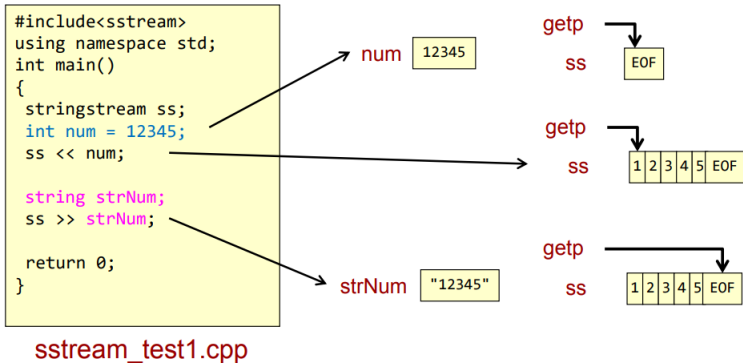 #include<sstream>
using namespace std;
int main()
{
stringstream ss;
int num = 12345;
ss << num;
string strNum;
ss >> strNum;
return 0;
}
sstream_test1.cpp
num 12345
strNum "12345"
getp
ss EOF
getp
ss 1 2 3 4 5 EOF
getp
ss 1 2 3 4 5 EOF